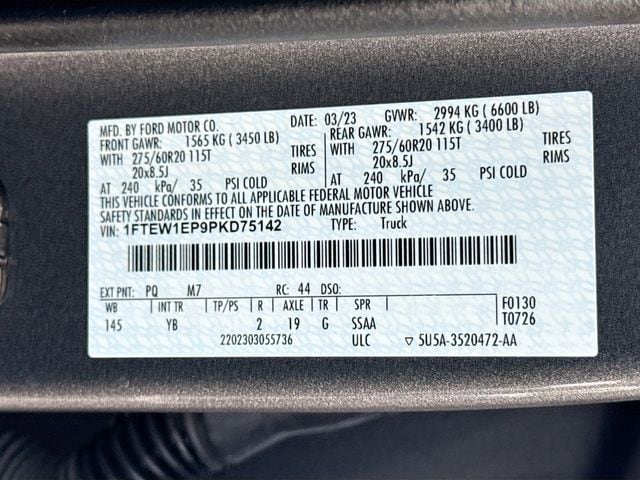 MFD. BY FORD MOTOR CO. 03/23 GVWR: 2994 KG ( 6600 LB)
FRONT GAWR: 1565 KG ( 3450 LB) REAR GAWR: 1542 KG ( 3400 LB)
WITH 275/60R20 115T TIRES WITH 275/60R20 115T TIRES
20x8.5J RIMS 20x8.5J RIMS
AT 240 kPa/ 35 PSI COLD AT 240 kPa/ 35 PSI COLD
THIS VEHICLE CONFORMS TO ALL APPLICABLE FEDERAL MOTOR VEHICLE
SAFETY STANDARDS IN EFFECT ON THE DATE OF MANUFACTURE SHOWN ABOVE.
VIN: 1FTEW1EP9PKD75142 TYPE: Truck
EXT PNT: PQ M7 RC: 44 DSO:
WB INT TR TP/PS R AXLE TR SPR F0130
145 YB 2 19 G SSAA T0726
2202303055736 ULC ▽ 5U5A-3520472-AA